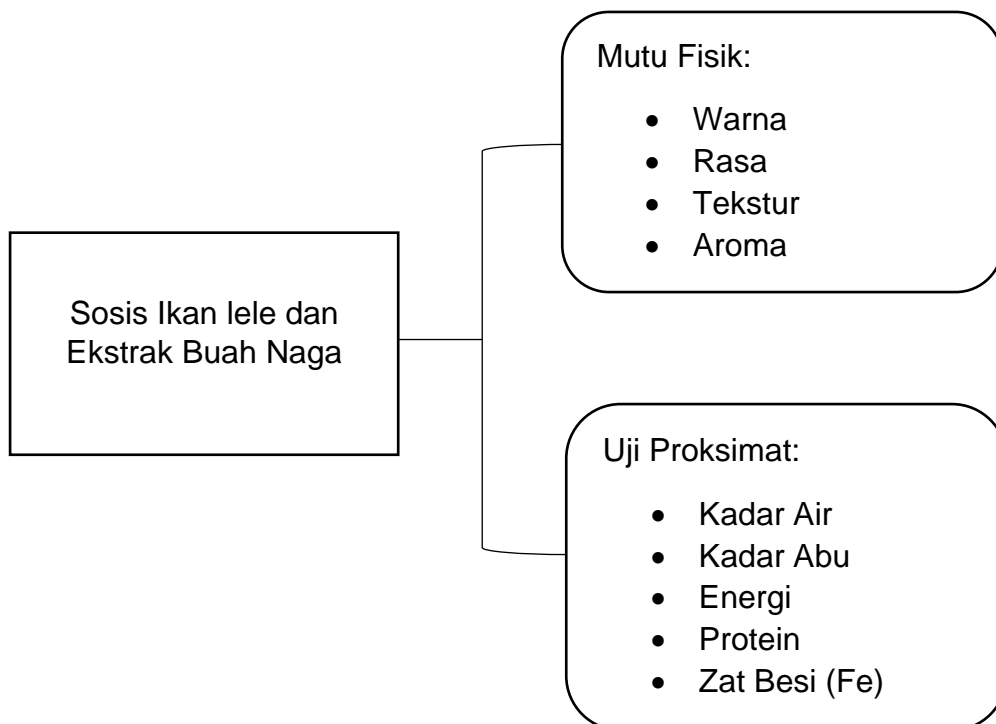 Sosis Ikan lele dan
Ekstrak Buah Naga
Mutu Fisik:
• Warna
• Rasa
• Tekstur
• Aroma
Uji Proksimat:
• Kadar Air
• Kadar Abu
• Energi
• Protein
• Zat Besi (Fe)